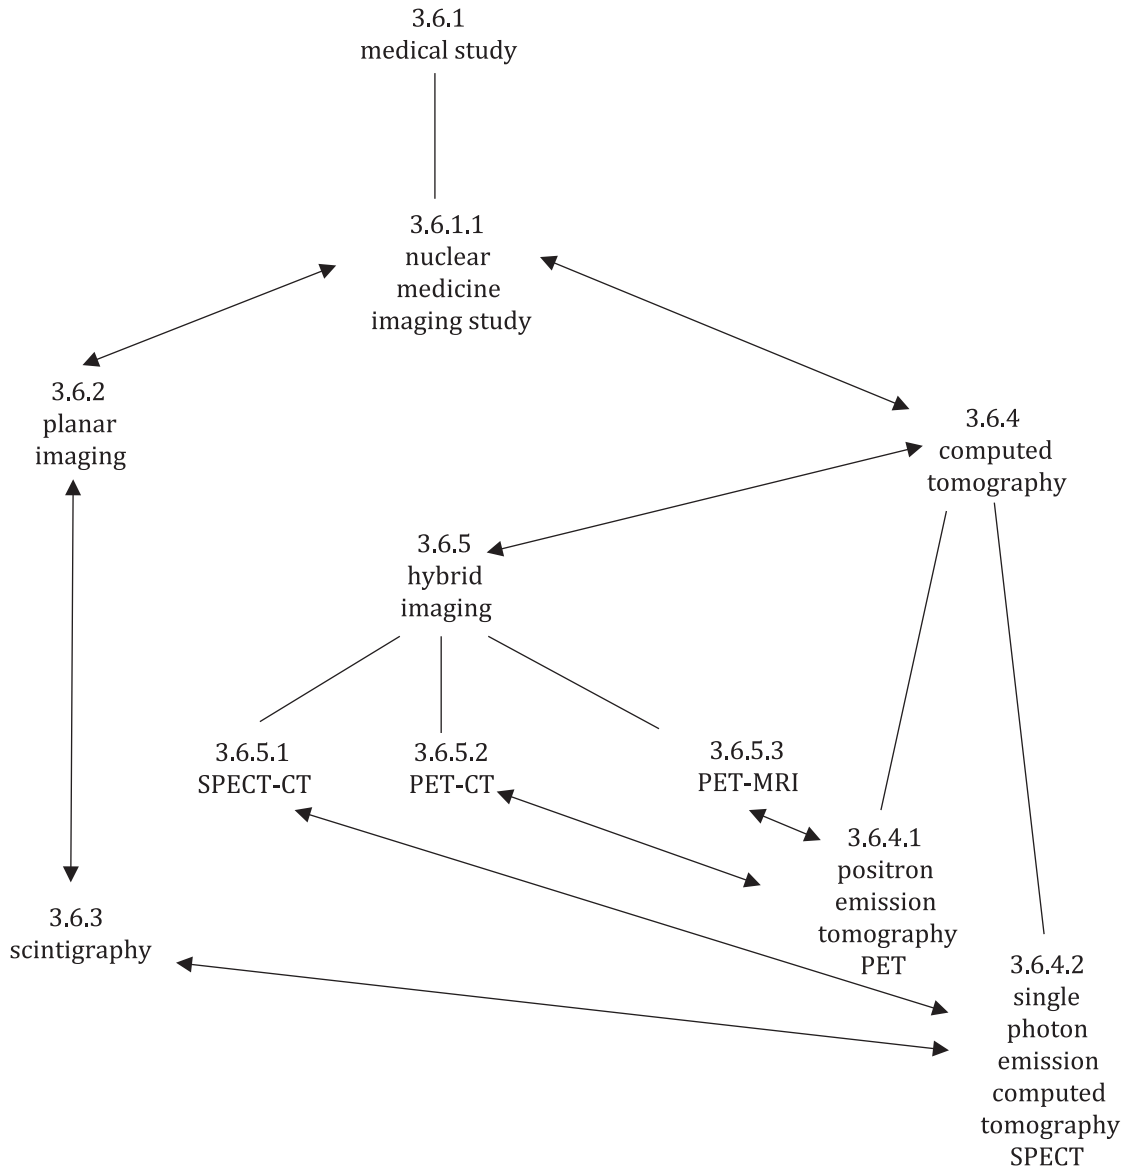 3.6.1
medical study
3.6.1.1
nuclear
medicine
imaging study
3.6.2
planar
imaging
3.6.4
computed
tomography
3.6.5
hybrid
imaging
3.6.5.1
SPECT-CT
3.6.5.2
PET-CT
3.6.5.3
PET-MRI
3.6.4.1
positron
emission
tomography
PET
3.6.3
scintigraphy
3.6.4.2
single
photon
emission
computed
tomography
SPECT